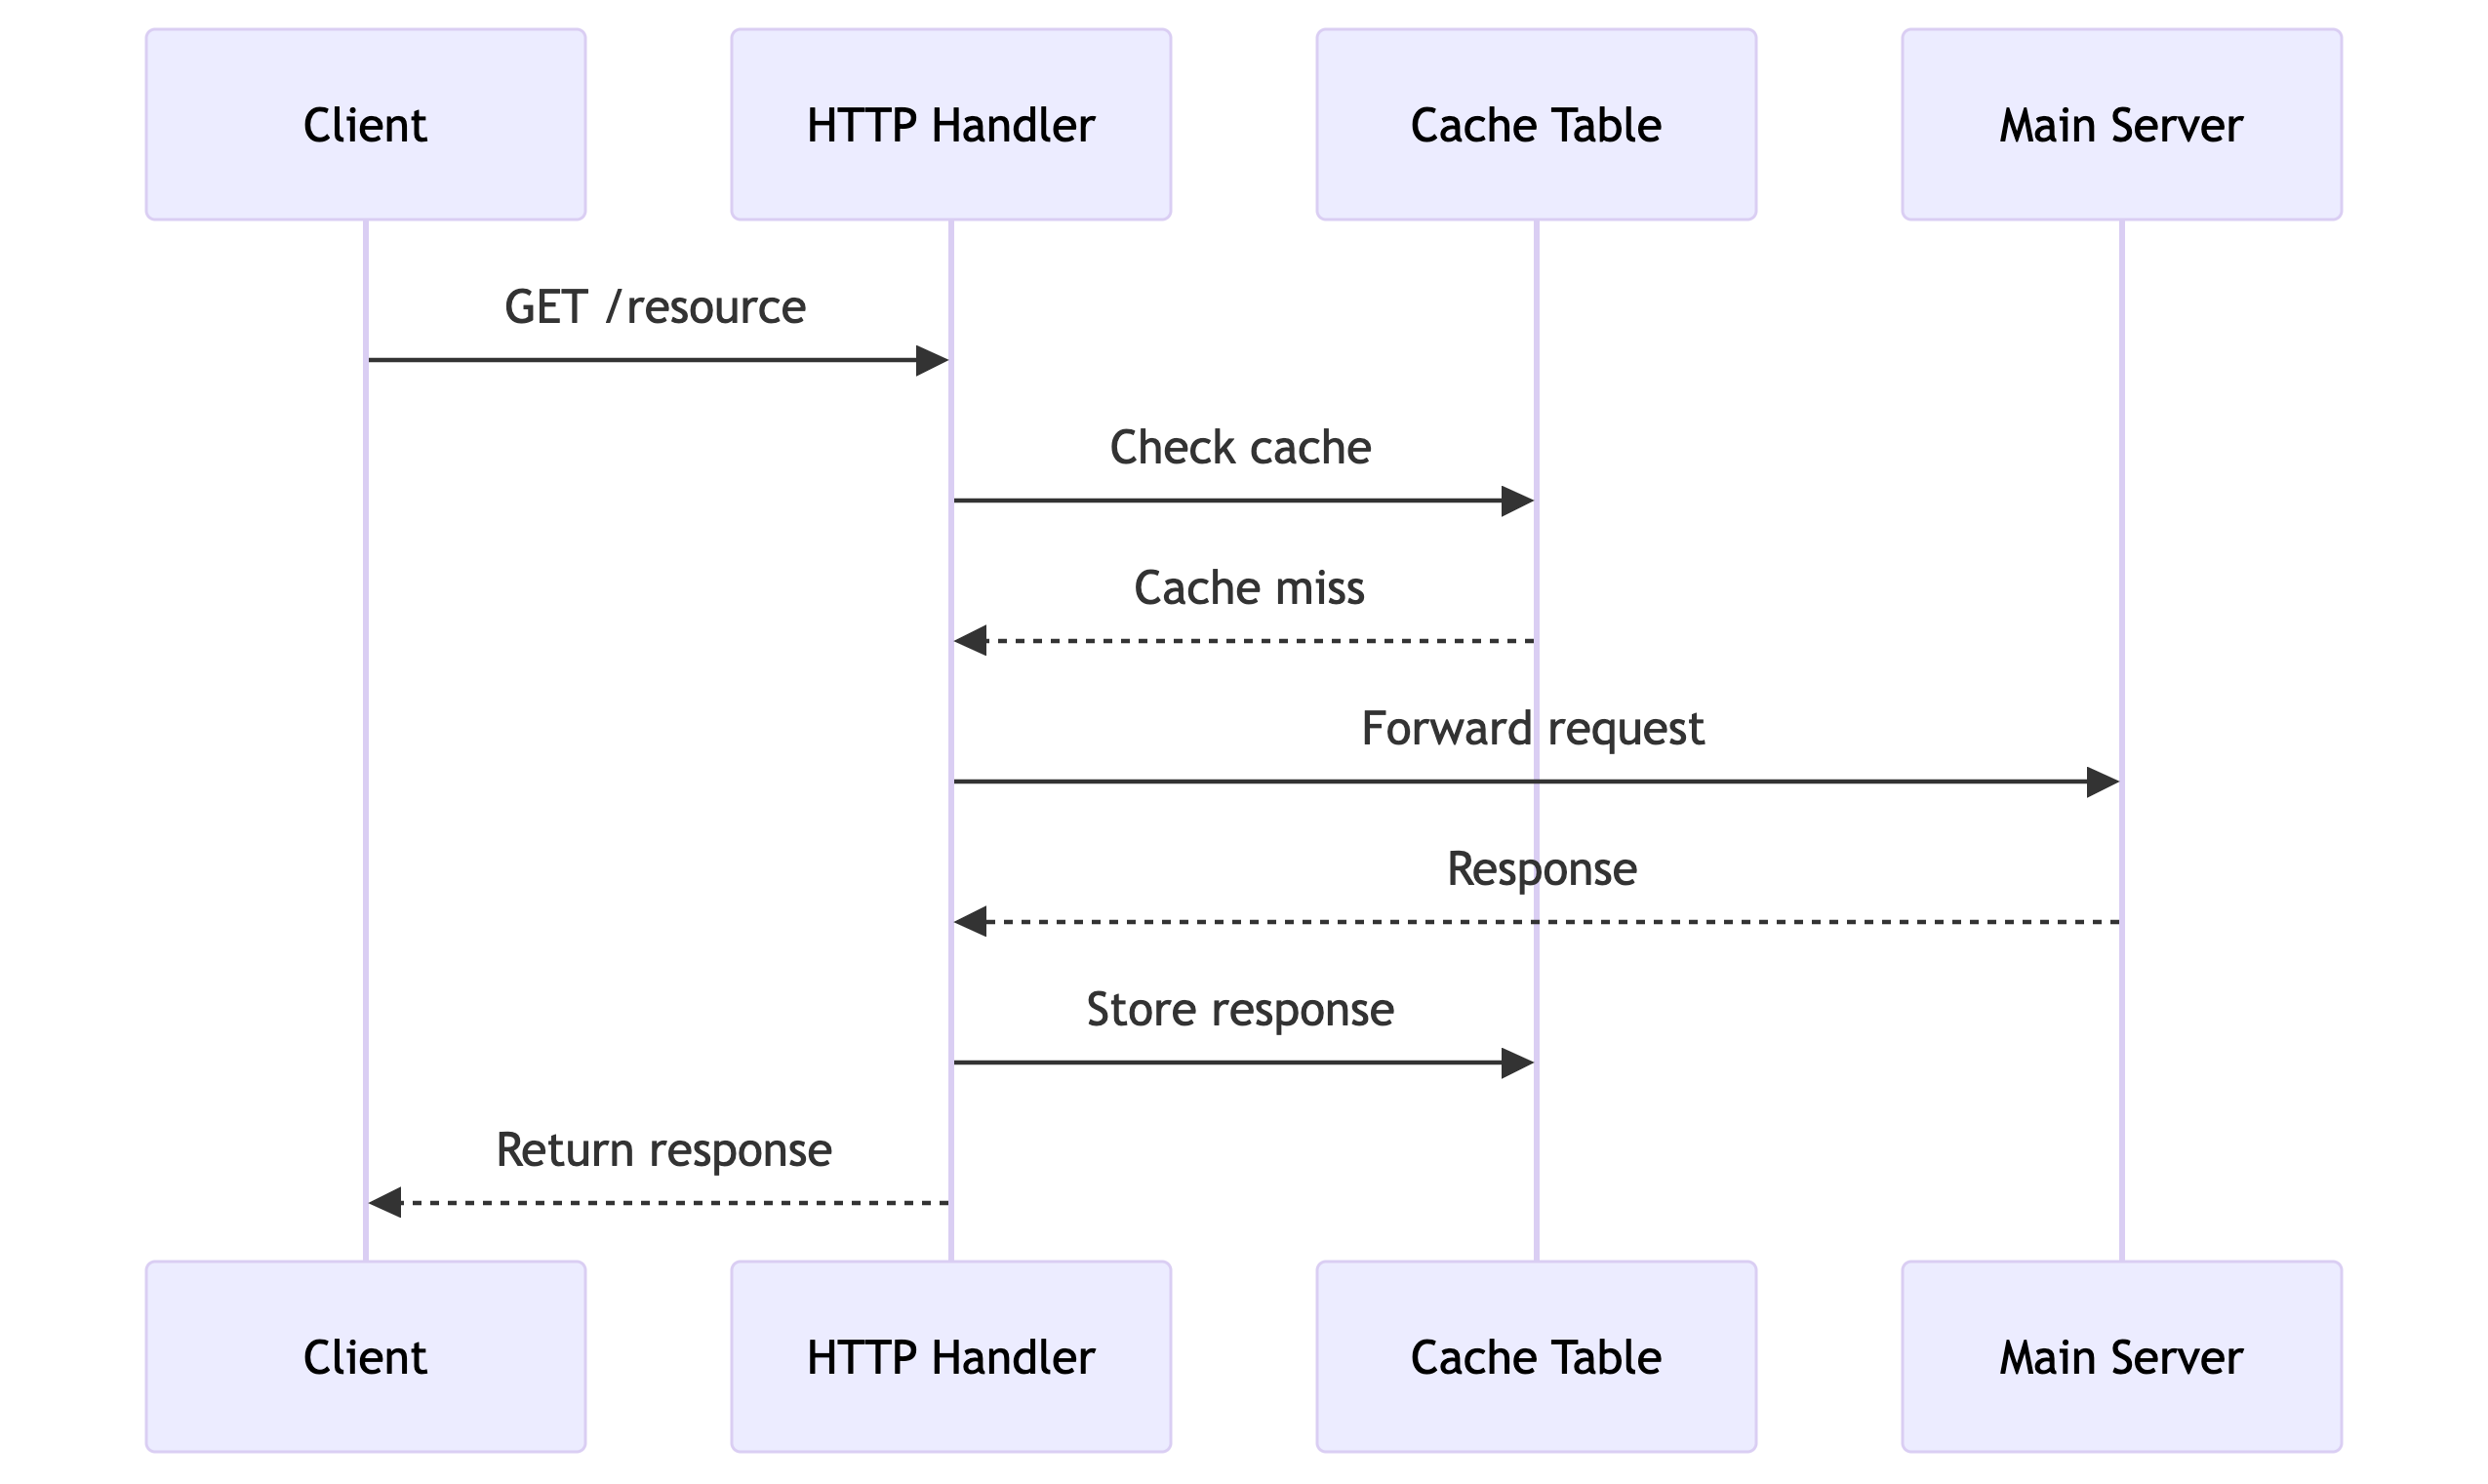 Client
HTTP Handler
Cache Table
Main Server
GET /resource
Check cache
Cache miss
Forward request
Response
Store response
Return response
Client
HTTP Handler
Cache Table
Main Server